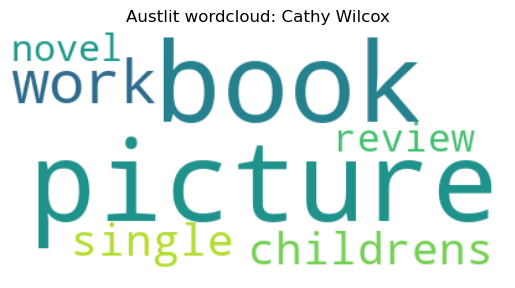 Austlit wordcloud: Cathy Wilcox
novel
work book
review
picture
single childrens